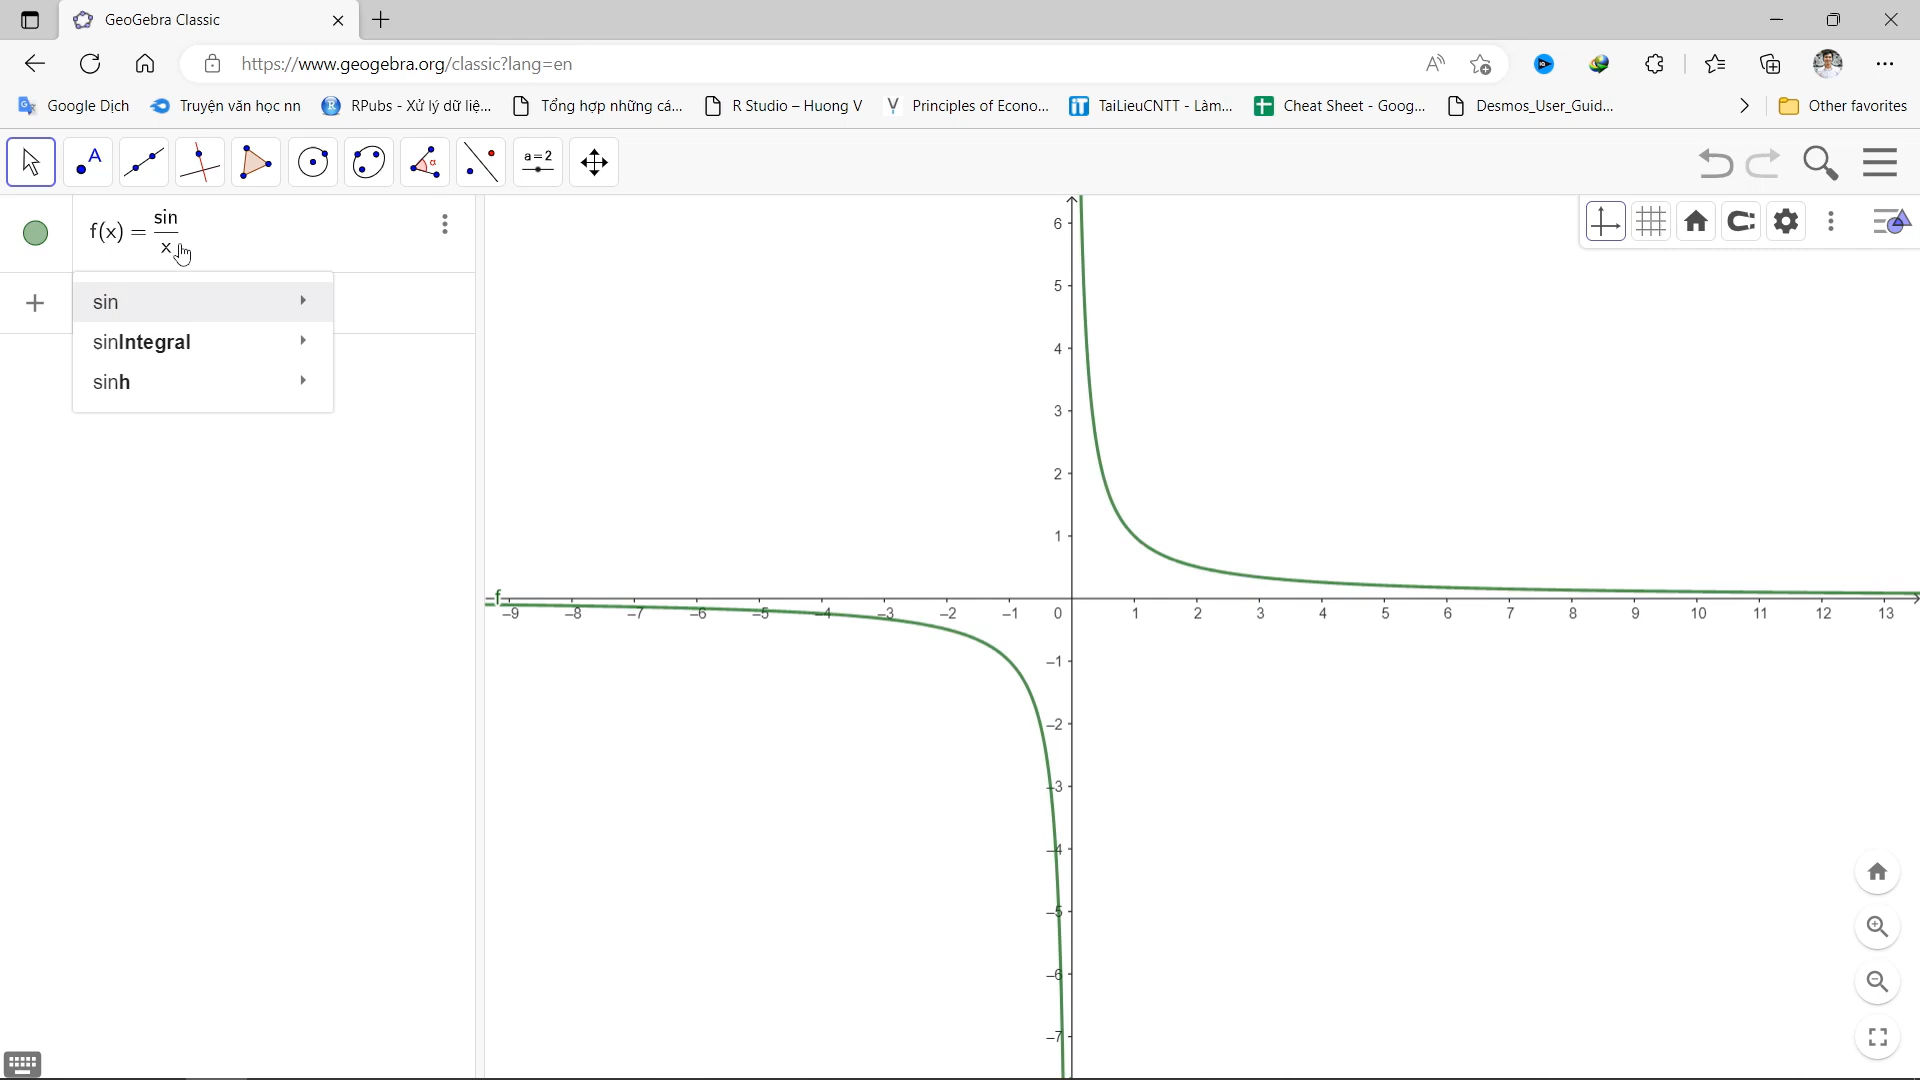 GeoGebra Classic
https://www.geogebra.org/classic?lang=en
Google Dịch
Truyện văn học nn
RPubs - Xử lý dữ liệ...
Tổng hợp những cá...
R Studio – Huong V
Principles of Econo...
TaiLieuCNTT - Làm...
Cheat Sheet - Goog...
Desmos_User_Guid...
Other favorites
A
α
a=2
f(x) = sin/x
sin
sinIntegral
sinh
f
6
5
4
3
2
1
–9 –8 –7 –6 –5 –4 –3 –2 –1 0 1 2 3 4 5 6 7 8 9 10 11 12 13
–1
–2
–3
–4
–5
–6
–7